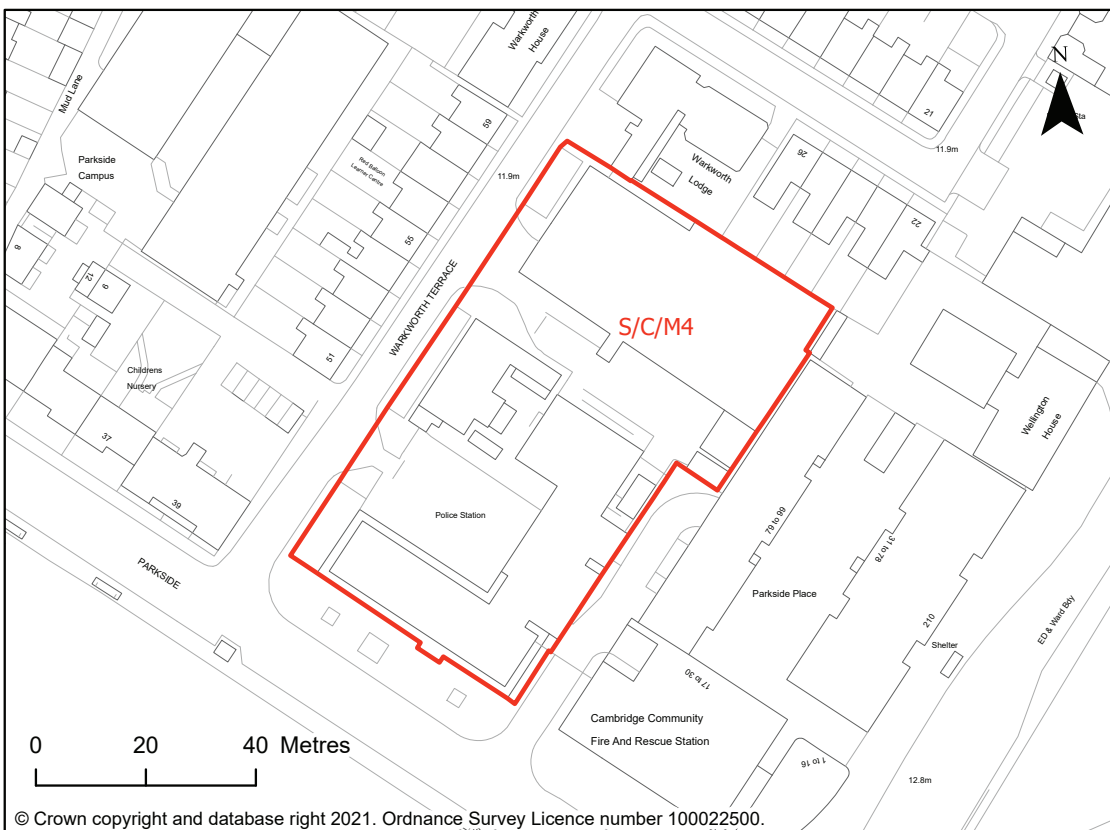 Warkworth
House
N
Mud Lane
21
59
11.9m
sta
Parkside
Campus
Red Balloon
Learner Centre
11.9m
Warkworth
Lodge
26
22
8
12
9
55
WARKWORTH TERRACE
S/C/M4
51
Childrens
Nursery
Wellington
House
37
39
Police Station
79 to 99
31 to 78
PARKSIDE
Parkside Place
210
ED & Ward Bdy
Shelter
17 to 30
Cambridge Community
Fire And Rescue Station
1 to 16
12.8m
0 20 40 Metres
© Crown copyright and database right 2021. Ordnance Survey Licence number 100022500.